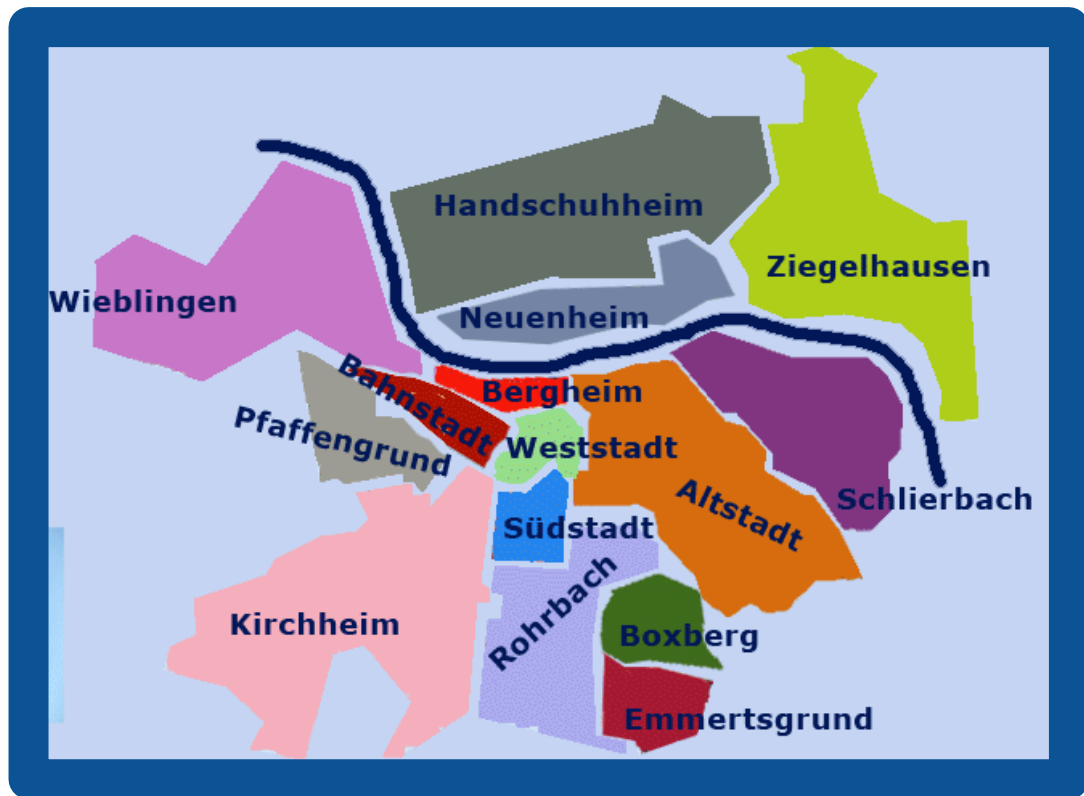 Handschuhheim
Ziegelhausen
Wieblingen
Neuenheim
Bahnstadt
Bergheim
Pfaffengrund
Weststadt
Altstadt
Schlierbach
Südstadt
Rohrbach
Kirchheim
Boxberg
Emmertsgrund